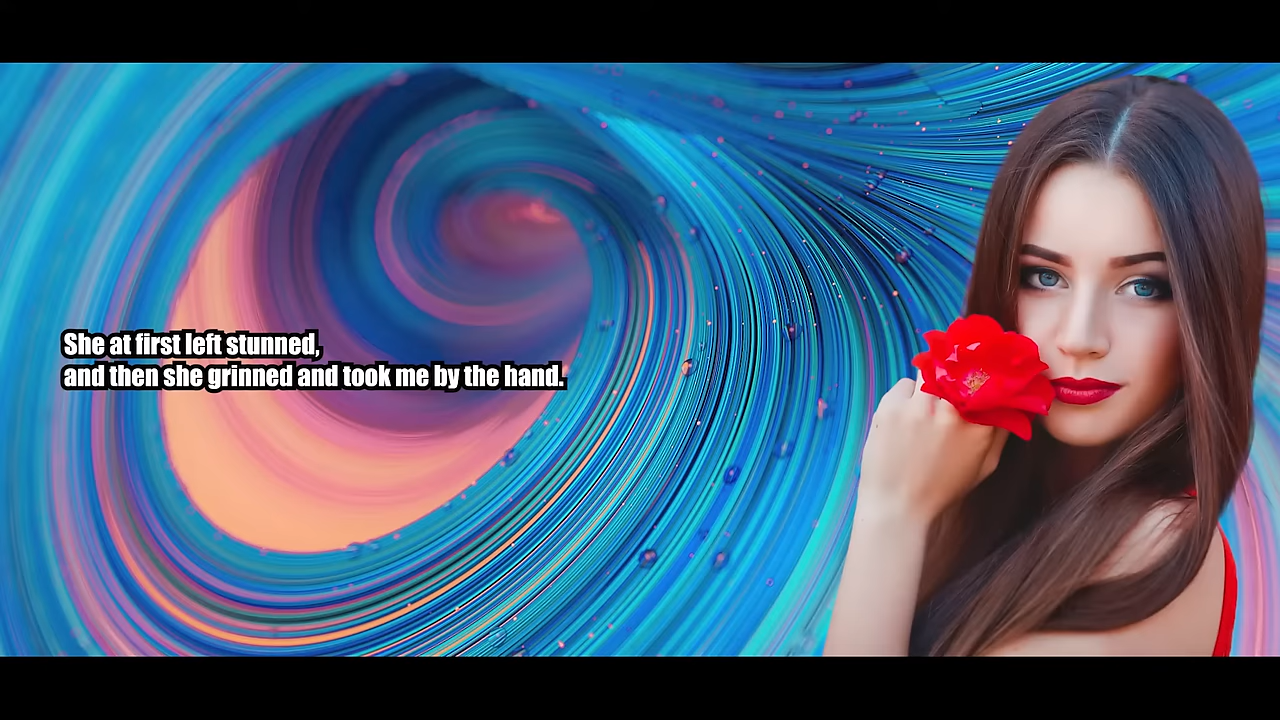 She at first left stunned,
and then she grinned and took me by the hand.